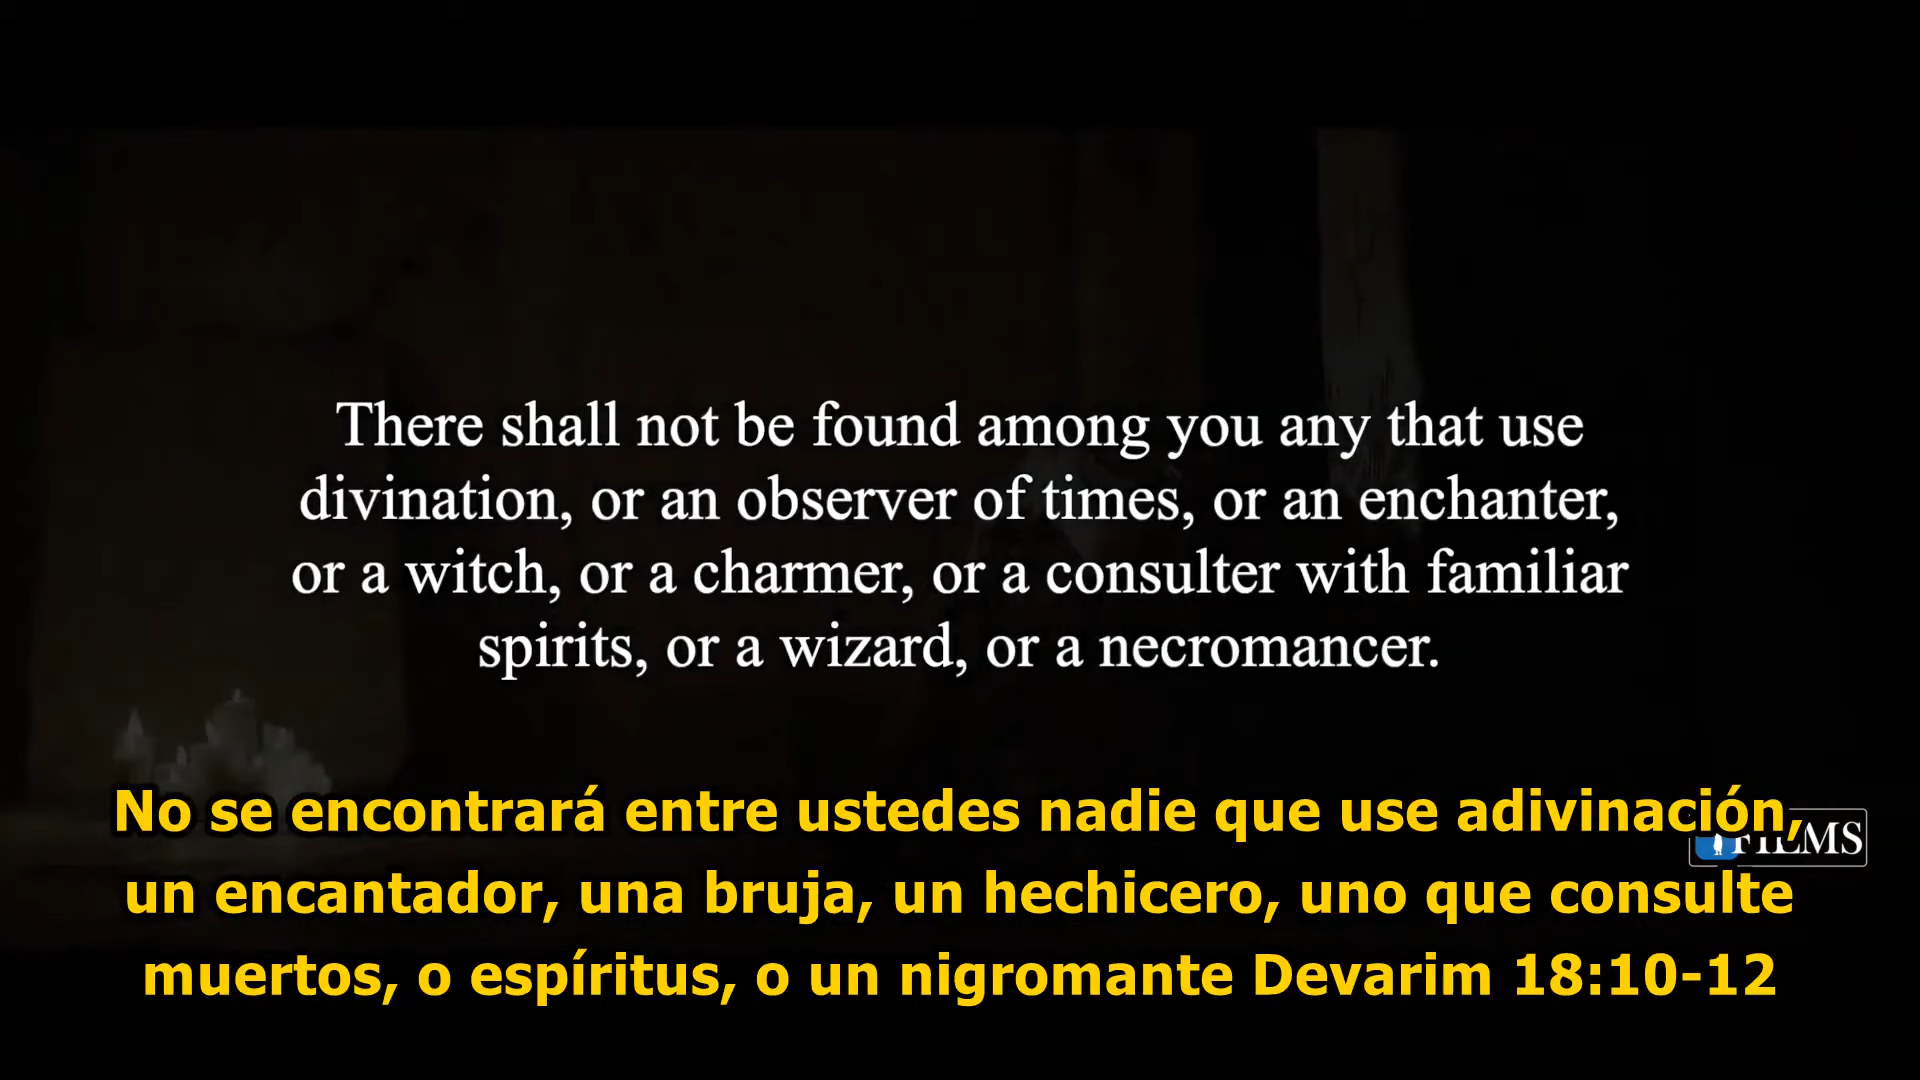 There shall not be found among you any that use
divination, or an observer of times, or an enchanter,
or a witch, or a charmer, or a consulter with familiar
spirits, or a wizard, or a necromancer.
No se encontrará entre ustedes nadie que use adivinación,
FILMS
un encantador, una bruja, un hechicero, uno que consulte
muertos, o espíritus, o un nigromante Devarim 18:10-12